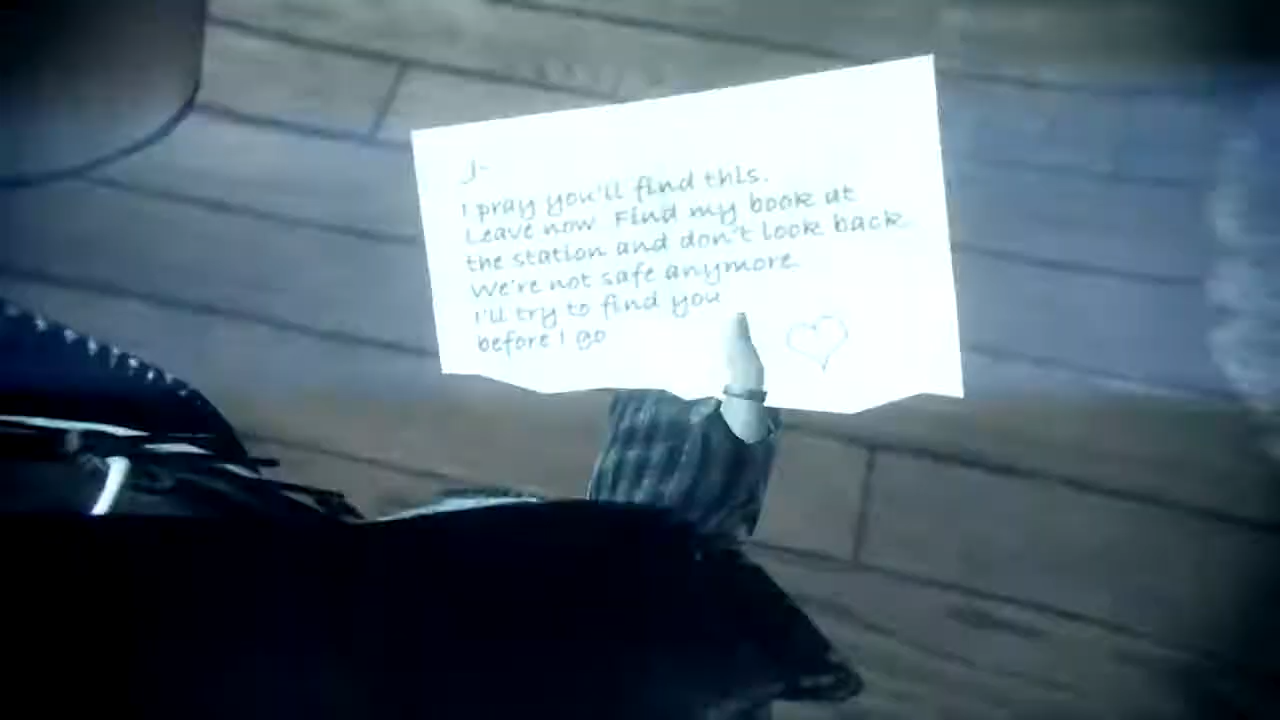 J-
I pray you'll find this.
Leave now. Find my book at
the station and don't look back.
We're not safe anymore.
I'll try to find you
before I go